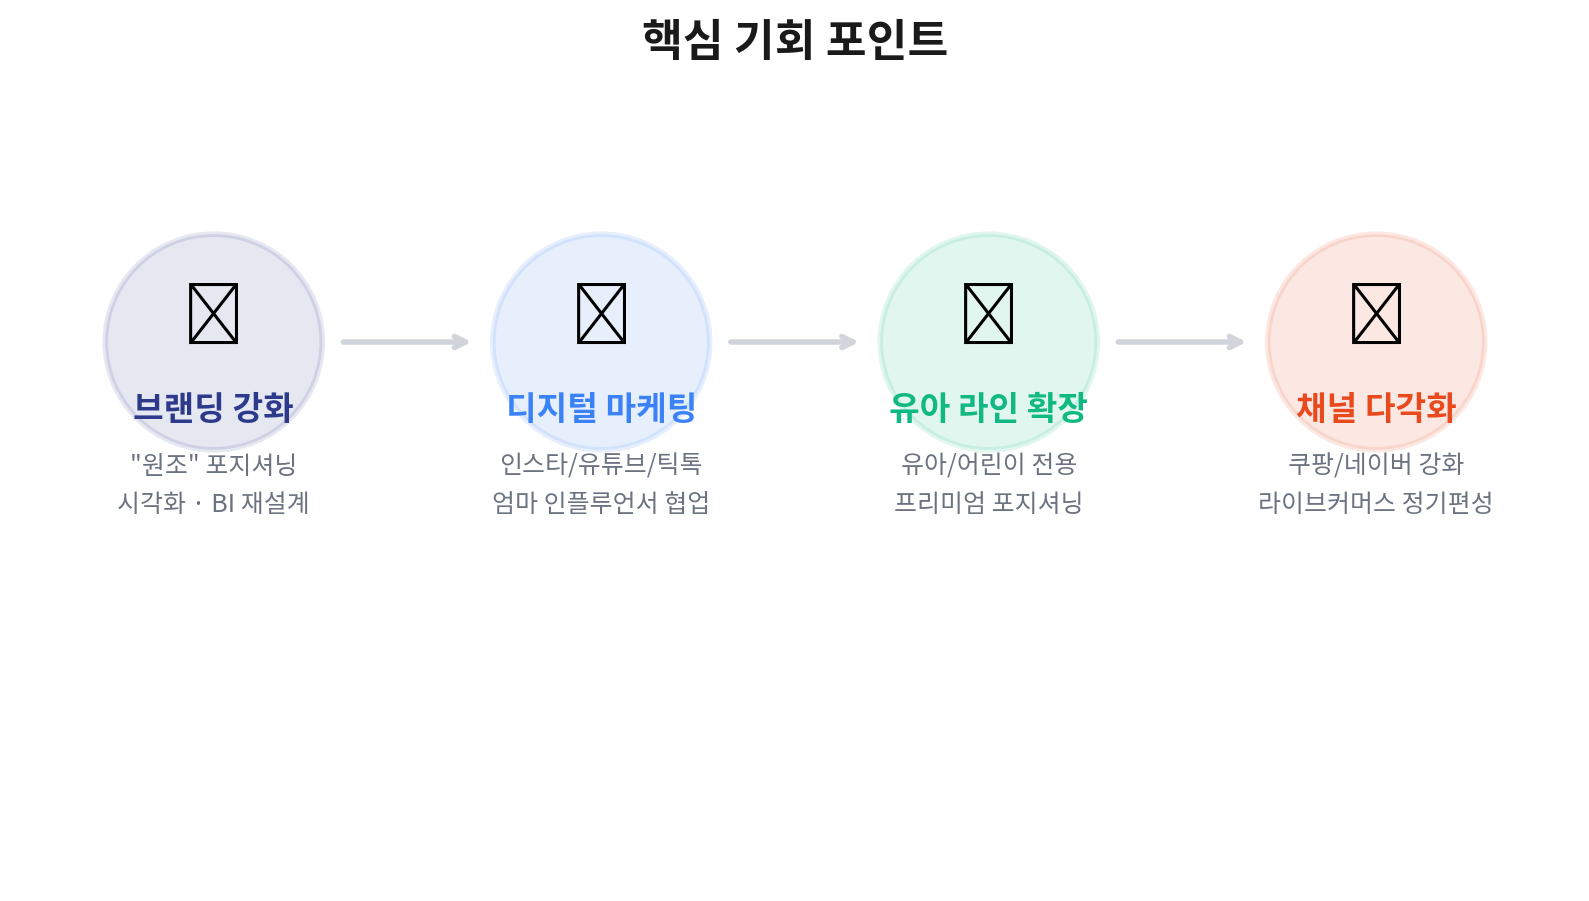 핵심 기회 포인트
브랜딩 강화
"원조" 포지셔닝
시각화 · BI 재설계
디지털 마케팅
인스타/유튜브/틱톡
엄마 인플루언서 협업
유아 라인 확장
유아/어린이 전용
프리미엄 포지셔닝
채널 다각화
쿠팡/네이버 강화
라이브커머스 정기편성